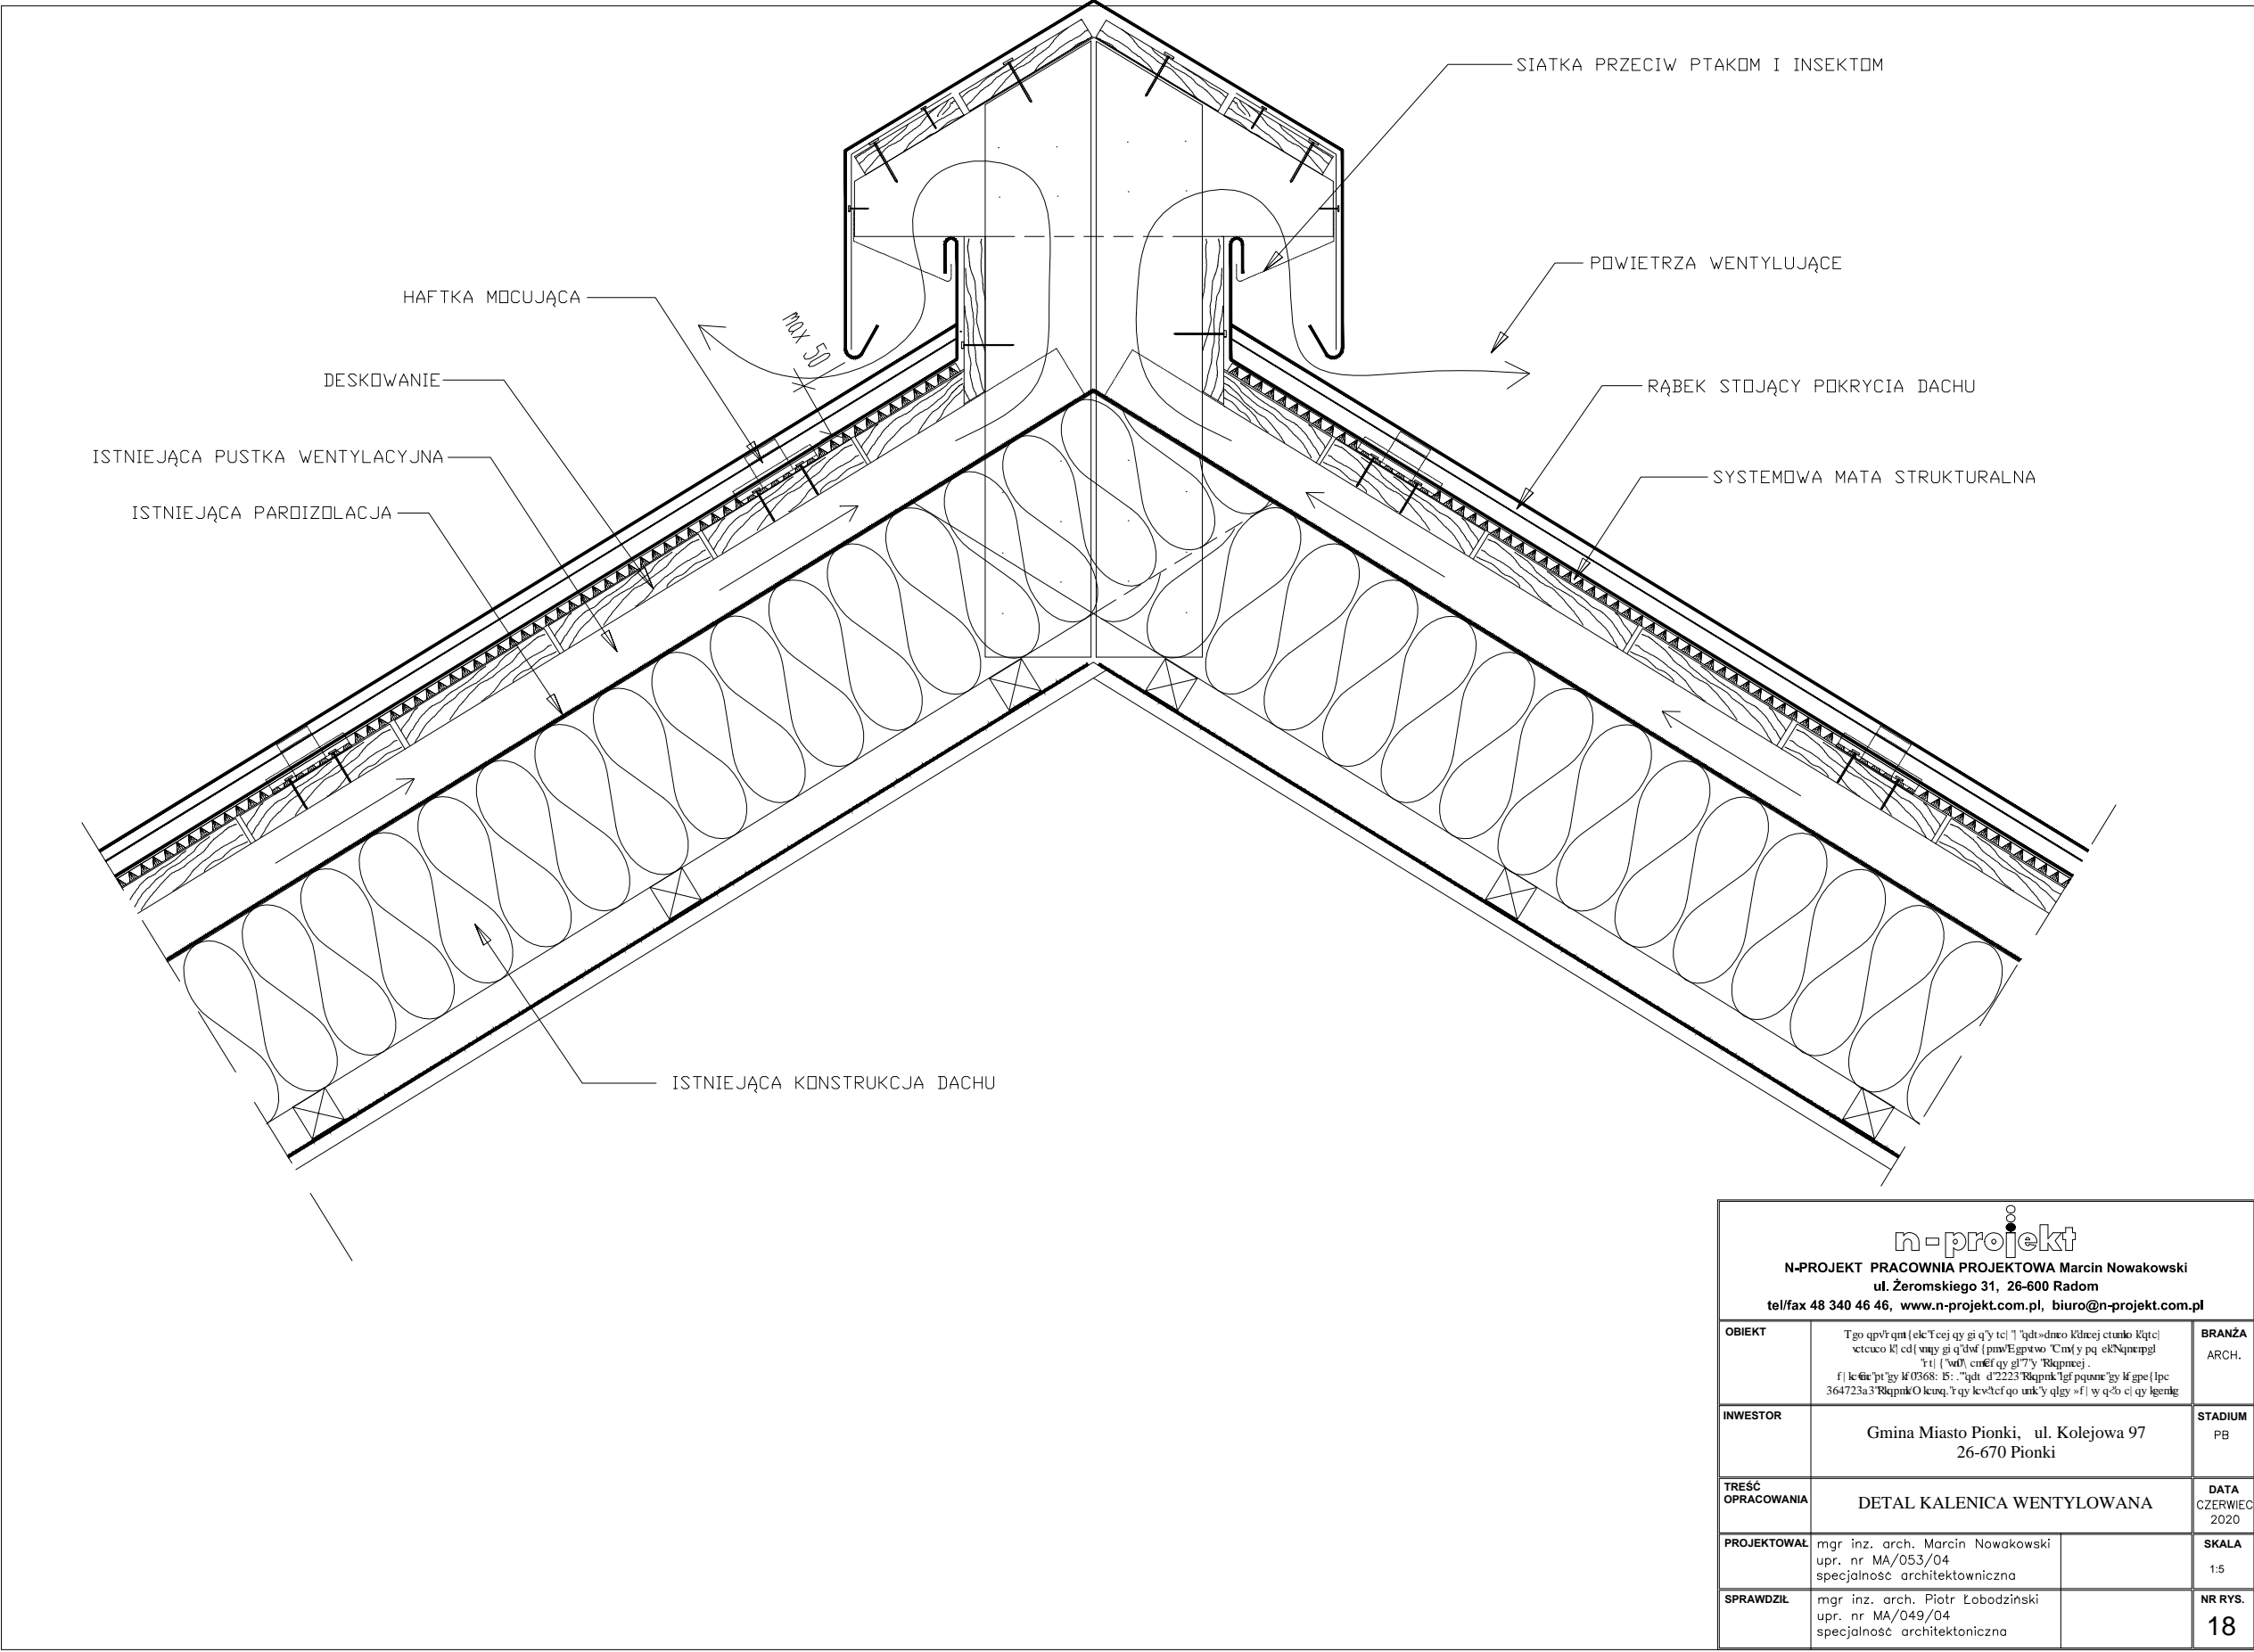 SIATKA PRZECIW PTAKOM I INSEKTOM
POWIETRZA WENTYLUJĄCE
HAFTKA MOCUJĄCA
max 50
DESKOWANIE
RĄBEK STOJĄCY POKRYCIA DACHU
ISTNIEJĄCA PUSTKA WENTYLACYJNA
SYSTEMOWA MATA STRUKTURALNA
ISTNIEJĄCA PAROIZOLACJA
ISTNIEJĄCA KONSTRUKCJA DACHU
n-projekt
N-PROJEKT PRACOWNIA PROJEKTOWA Marcin Nowakowski
ul. Żeromskiego 31, 26-600 Radom
tel/fax 48 340 46 46, www.n-projekt.com.pl, biuro@n-projekt.com.pl
OBIEKT
BRANŻA
ARCH.
INWESTOR
Gmina Miasto Pionki, ul. Kolejowa 97
26-670 Pionki
STADIUM
PB
TREŚĆ
OPRACOWANIA
DETAL KALENICA WENTYLOWANA
DATA
CZERWIEC
2020
PROJEKTOWAŁ
mgr inz. arch. Marcin Nowakowski
upr. nr MA/053/04
specjalność architektowniczna
SKALA
1:5
SPRAWDZIŁ
mgr inz. arch. Piotr Łobodziński
upr. nr MA/049/04
specjalność architektoniczna
NR RYS.
18